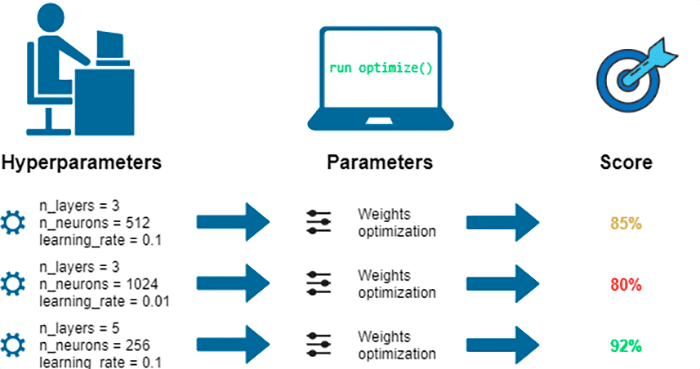 run optimize()
Hyperparameters
Parameters
Score
n_layers = 3
n_neurons = 512
learning_rate = 0.1
Weights
optimization
85%
n_layers = 3
n_neurons = 1024
learning_rate = 0.01
Weights
optimization
80%
n_layers = 5
n_neurons = 256
learning_rate = 0.1
Weights
optimization
92%